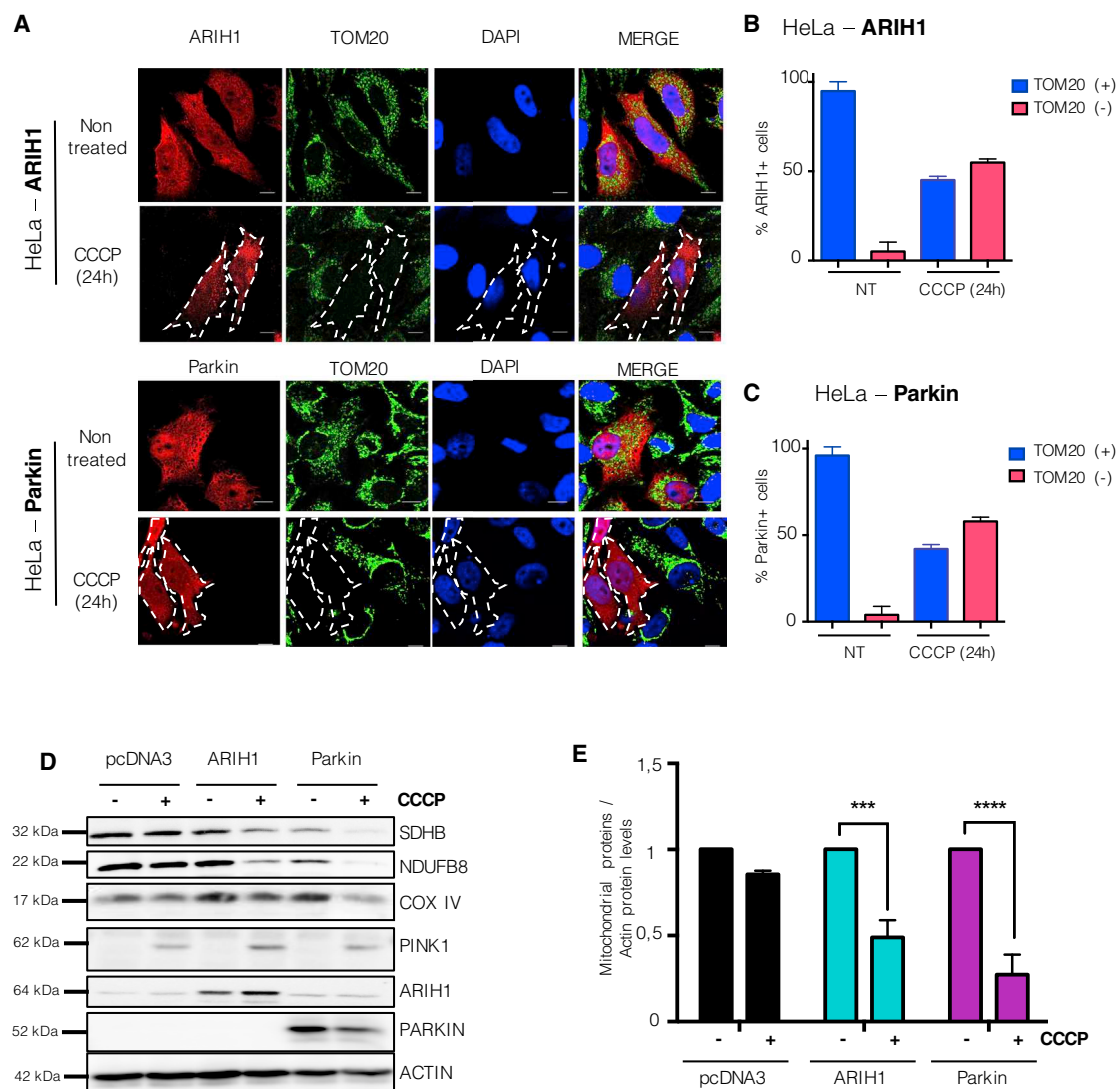 A
ARIH1 TOM20 DAPI MERGE
HeLa – ARIH1
Non
treated
CCCP
(24h)
Parkin TOM20 DAPI MERGE
HeLa – Parkin
Non
treated
CCCP
(24h)
B HeLa – ARIH1
% ARIH1+ cells
100
50
0
NT CCCP (24h)
TOM20 (+)
TOM20 (-)
C HeLa – Parkin
% Parkin+ cells
100
50
0
NT CCCP (24h)
TOM20 (+)
TOM20 (-)
D
pcDNA3 ARIH1 Parkin
- + - + - + CCCP
32 kDa SDHB
22 kDa NDUFB8
17 kDa COX IV
62 kDa PINK1
64 kDa ARIH1
52 kDa PARKIN
42 kDa ACTIN
E
Mitochondrial proteins /
Actin protein levels
1,5
1
0,5
0
*** ****
- + - + - + CCCP
pcDNA3 ARIH1 Parkin